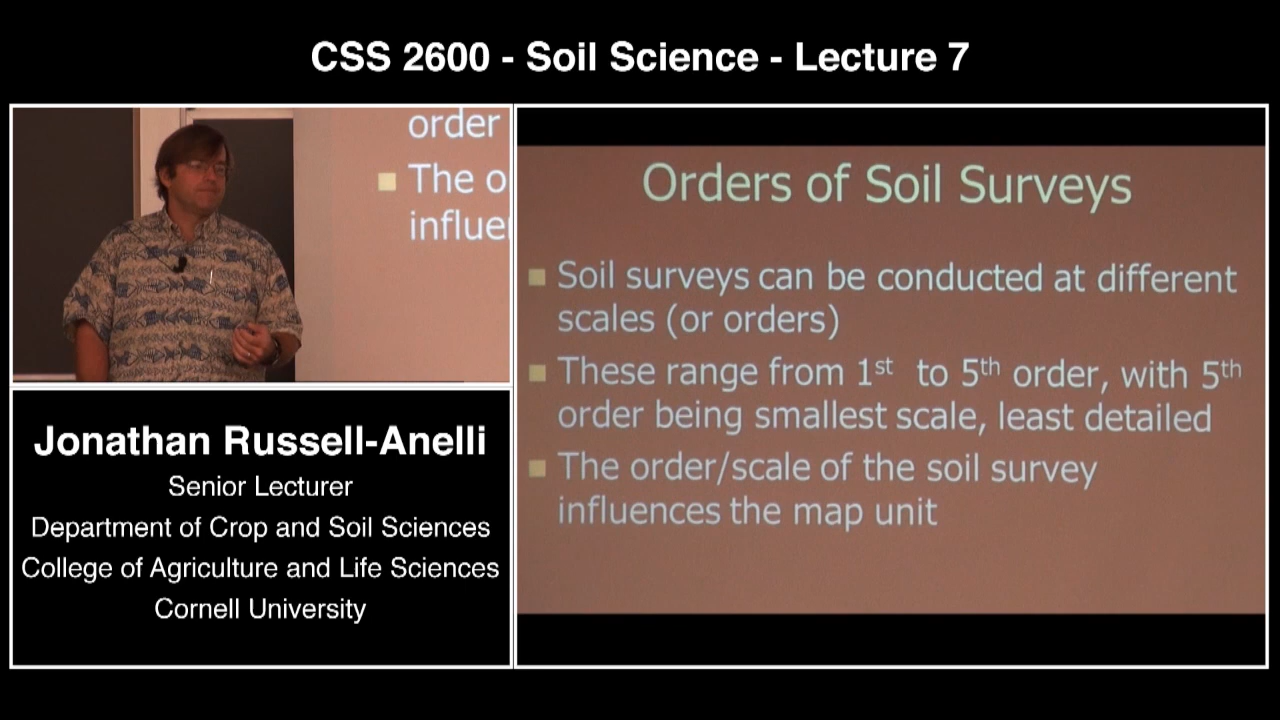 CSS 2600 - Soil Science - Lecture 7
order
The o
influe
Jonathan Russell-Anelli
Senior Lecturer
Department of Crop and Soil Sciences
College of Agriculture and Life Sciences
Cornell University
Orders of Soil Surveys
Soil surveys can be conducted at different
scales (or orders)
These range from 1st to 5th order, with 5th
order being smallest scale, least detailed
The order/scale of the soil survey
influences the map unit